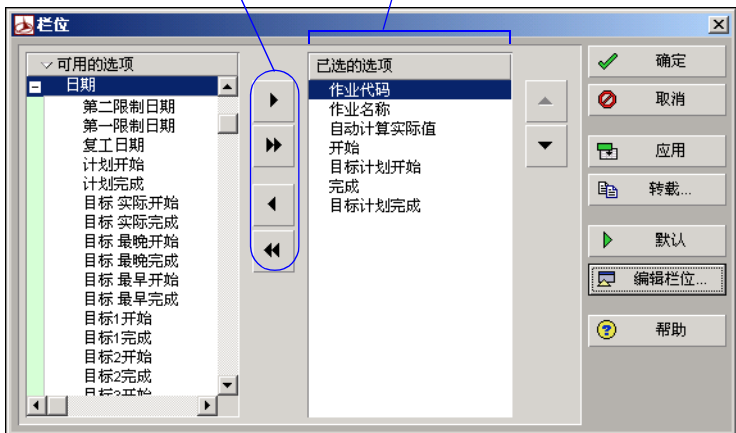 栏位
可用的选项
日期
第二限制日期
第一限制日期
复工日期
计划开始
计划完成
目标 实际开始
目标 实际完成
目标 最晚开始
目标 最晚完成
目标 最早开始
目标 最早完成
目标1开始
目标1完成
目标2开始
目标2完成
目标3开始
已选的选项
作业代码
作业名称
自动计算实际值
开始
目标计划开始
完成
目标计划完成
确定
取消
应用
转载...
默认
编辑栏位...
帮助